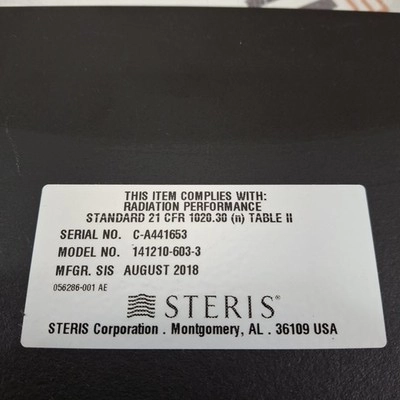 THIS ITEM COMPLIES WITH:
RADIATION PERFORMANCE
STANDARD 21 CFR 1020.30 (n) TABLE II
SERIAL NO. C-A441653
MODEL NO. 141210-603-3
MFGR. SIS AUGUST 2018
056286-001 AE
STERIS®
STERIS Corporation . Montgomery, AL . 36109 USA